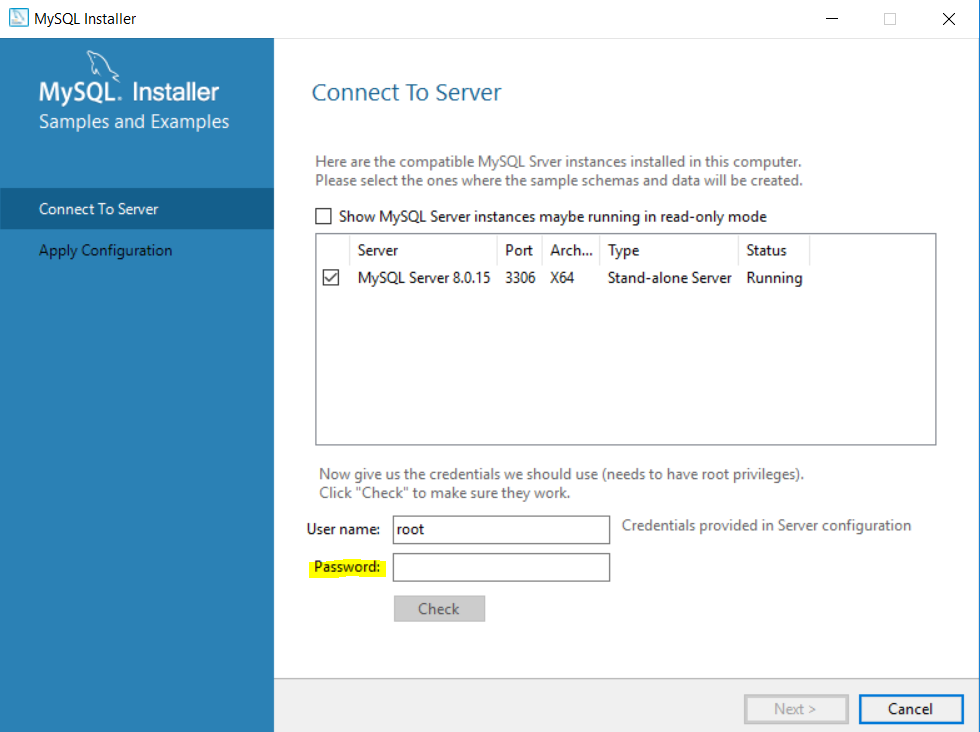 MySQL Installer
MySQL. Installer
Samples and Examples
Connect To Server
Apply Configuration
Connect To Server
Here are the compatible MySQL Srver instances installed in this computer.
Please select the ones where the sample schemas and data will be created.
Show MySQL Server instances maybe running in read-only mode
Server Port Arch... Type Status
MySQL Server 8.0.15 3306 X64 Stand-alone Server Running
Now give us the credentials we should use (needs to have root privileges).
Click "Check" to make sure they work.
User name: root Credentials provided in Server configuration
Password:
Check
Next > Cancel